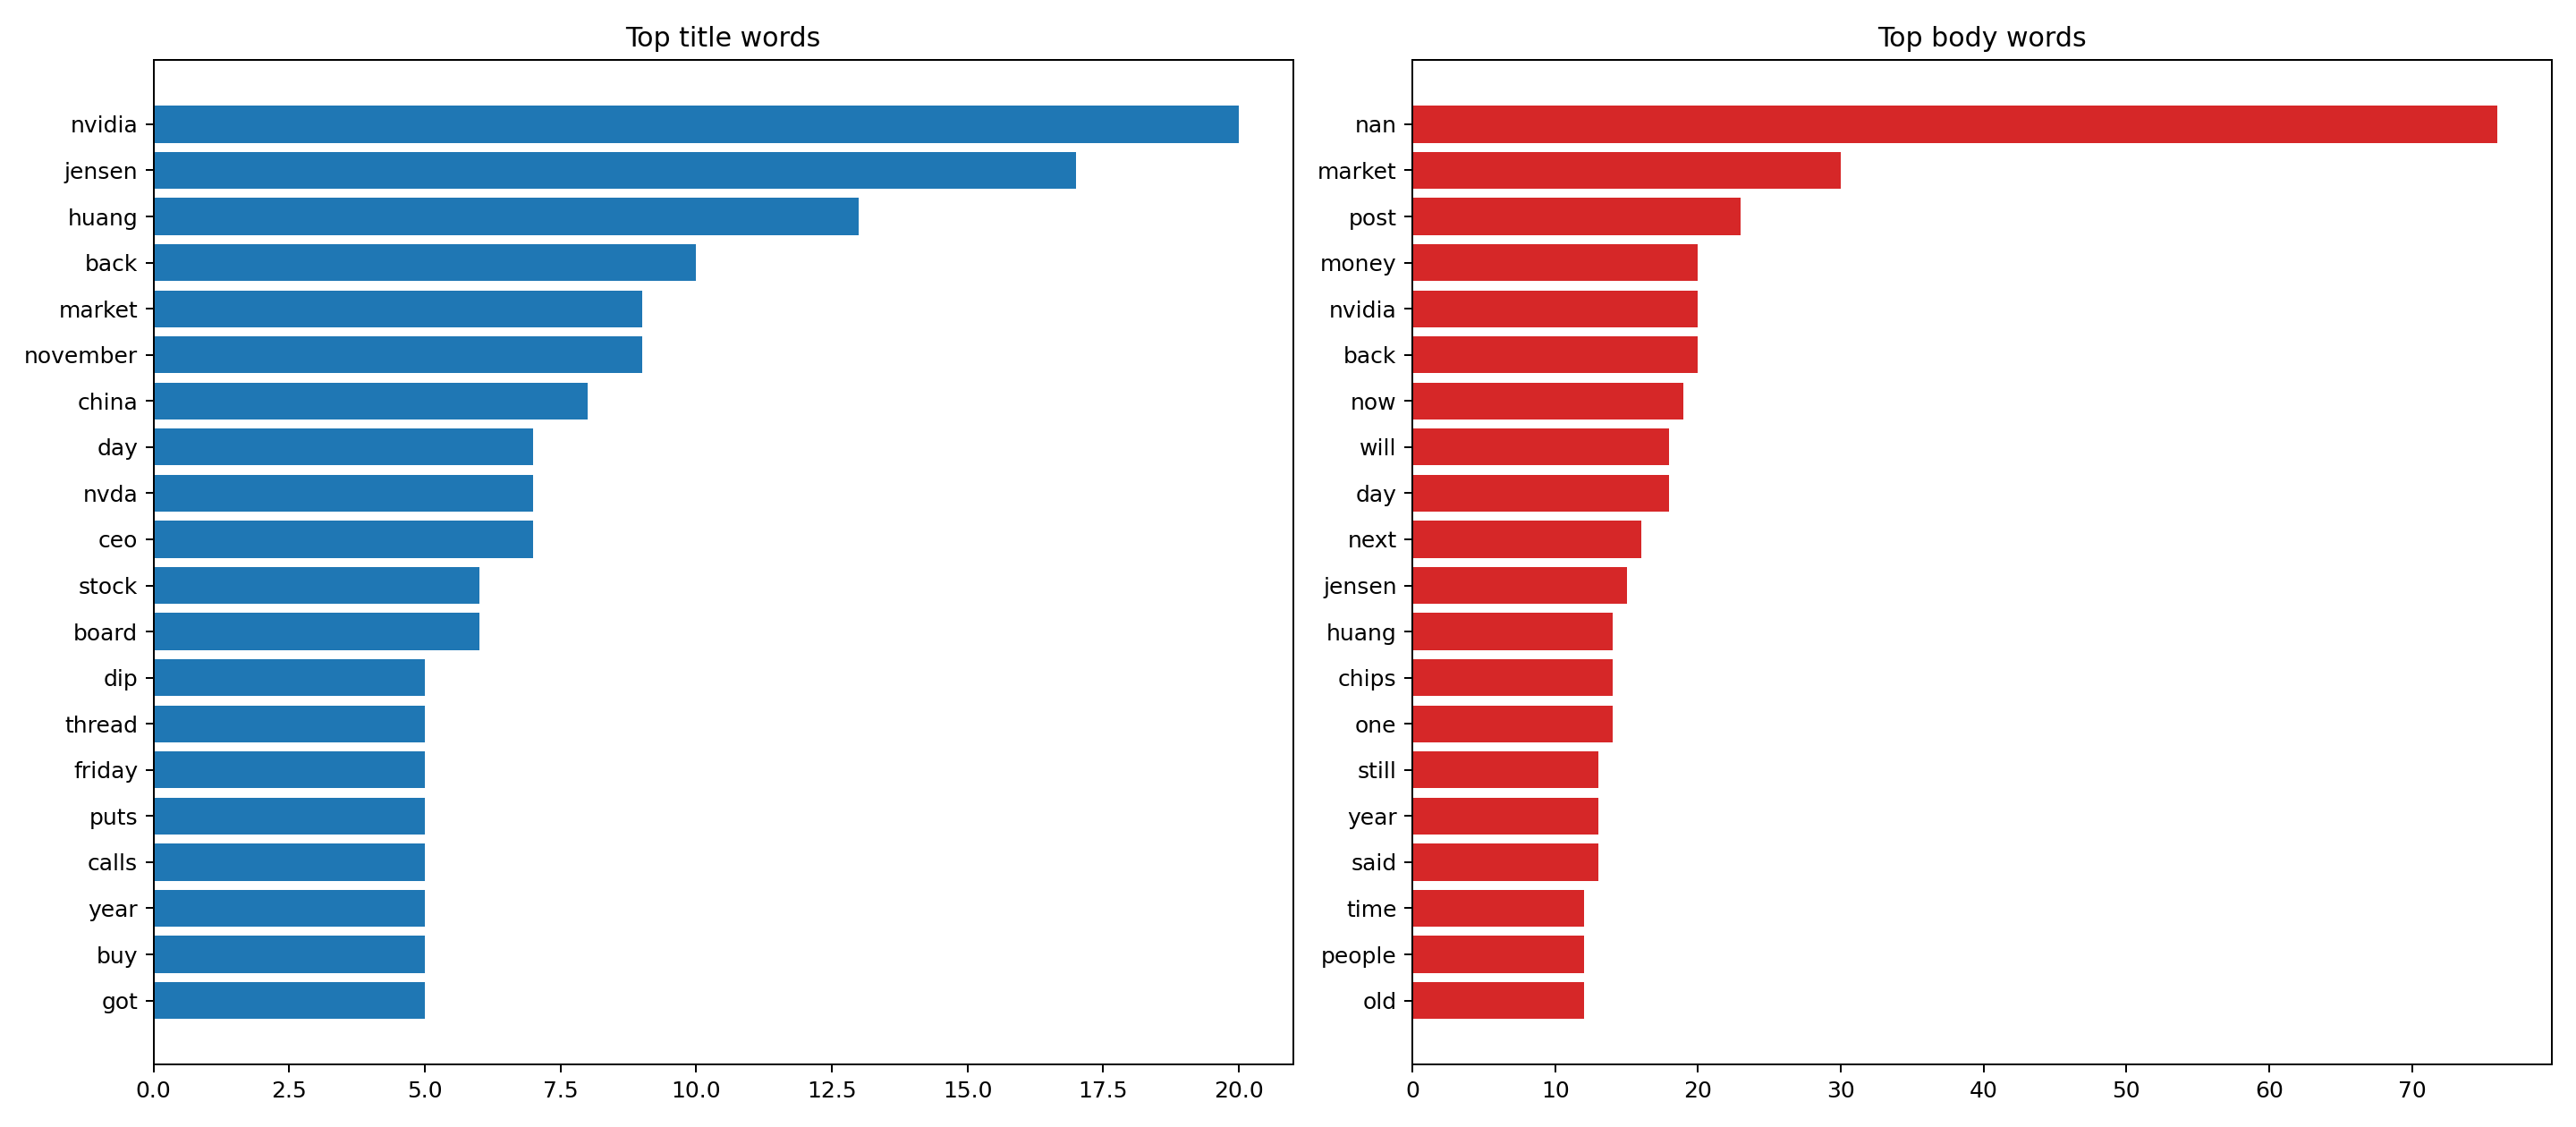 Top title words
nvidia
jensen
huang
back
market
november
china
day
nvda
ceo
stock
board
dip
thread
friday
puts
calls
year
buy
got
0.0 2.5 5.0 7.5 10.0 12.5 15.0 17.5 20.0
Top body words
nan
market
post
money
nvidia
back
now
will
day
next
jensen
huang
chips
one
still
year
said
time
people
old
0 10 20 30 40 50 60 70